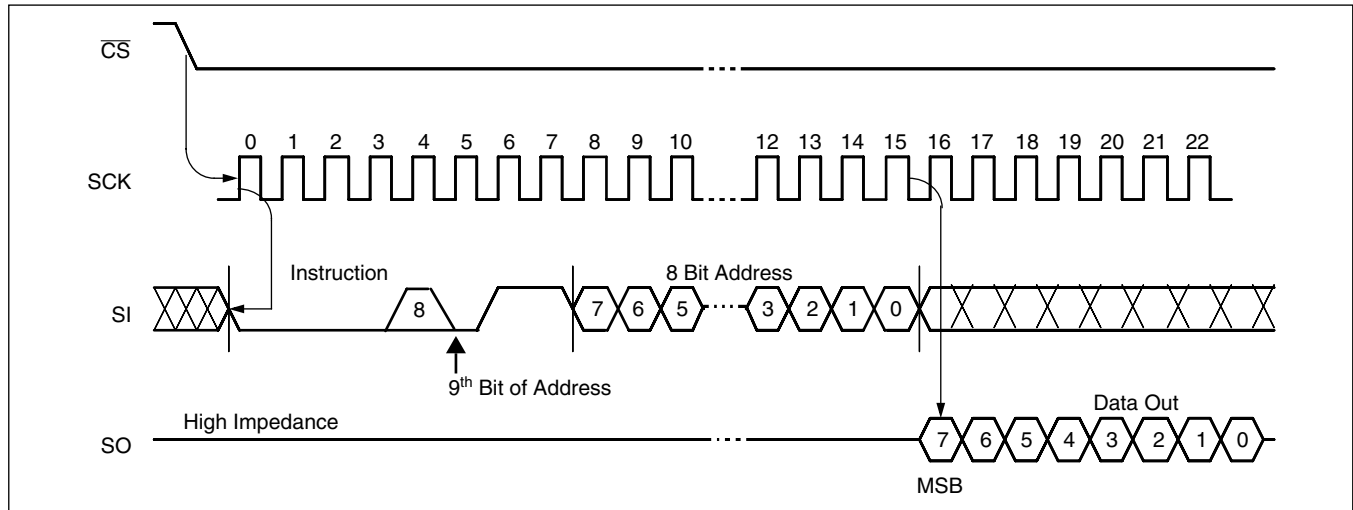 CS
0 1 2 3 4 5 6 7 8 9 10 12 13 14 15 16 17 18 19 20 21 22
SCK
Instruction
8 Bit Address
SI
8
7 6 5 3 2 1 0
9th Bit of Address
High Impedance
Data Out
SO
7 6 5 4 3 2 1 0
MSB